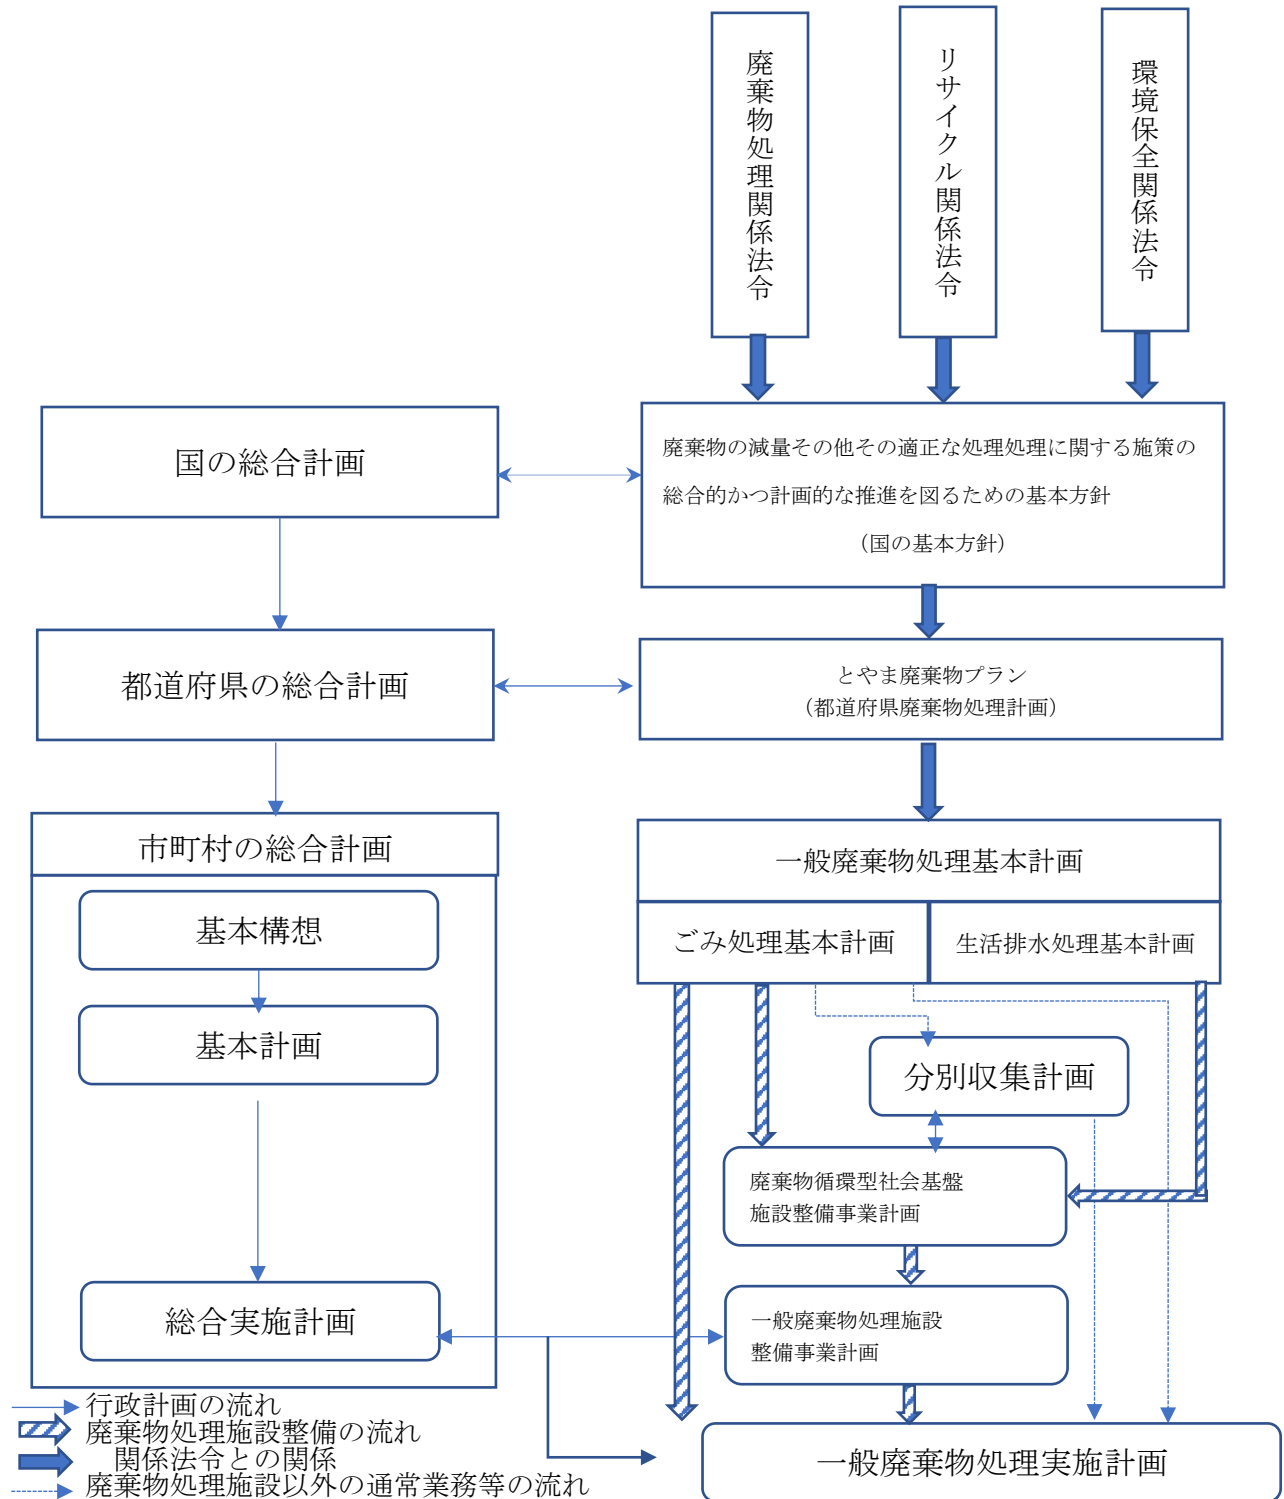 廃棄物処理関係法令
リサイクル関係法令
環境保全関係法令
国の総合計画
廃棄物の減量その他その適正な処理処理に関する施策の
総合的かつ計画的な推進を図るための基本方針
（国の基本方針）
都道府県の総合計画
とやま廃棄物プラン
（都道府県廃棄物処理計画）
市町村の総合計画
基本構想
基本計画
総合実施計画
一般廃棄物処理基本計画
ごみ処理基本計画
生活排水処理基本計画
分別収集計画
廃棄物循環型社会基盤
施設整備事業計画
一般廃棄物処理施設
整備事業計画
一般廃棄物処理実施計画
行政計画の流れ
廃棄物処理施設整備の流れ
関係法令との関係
廃棄物処理施設以外の通常業務等の流れ